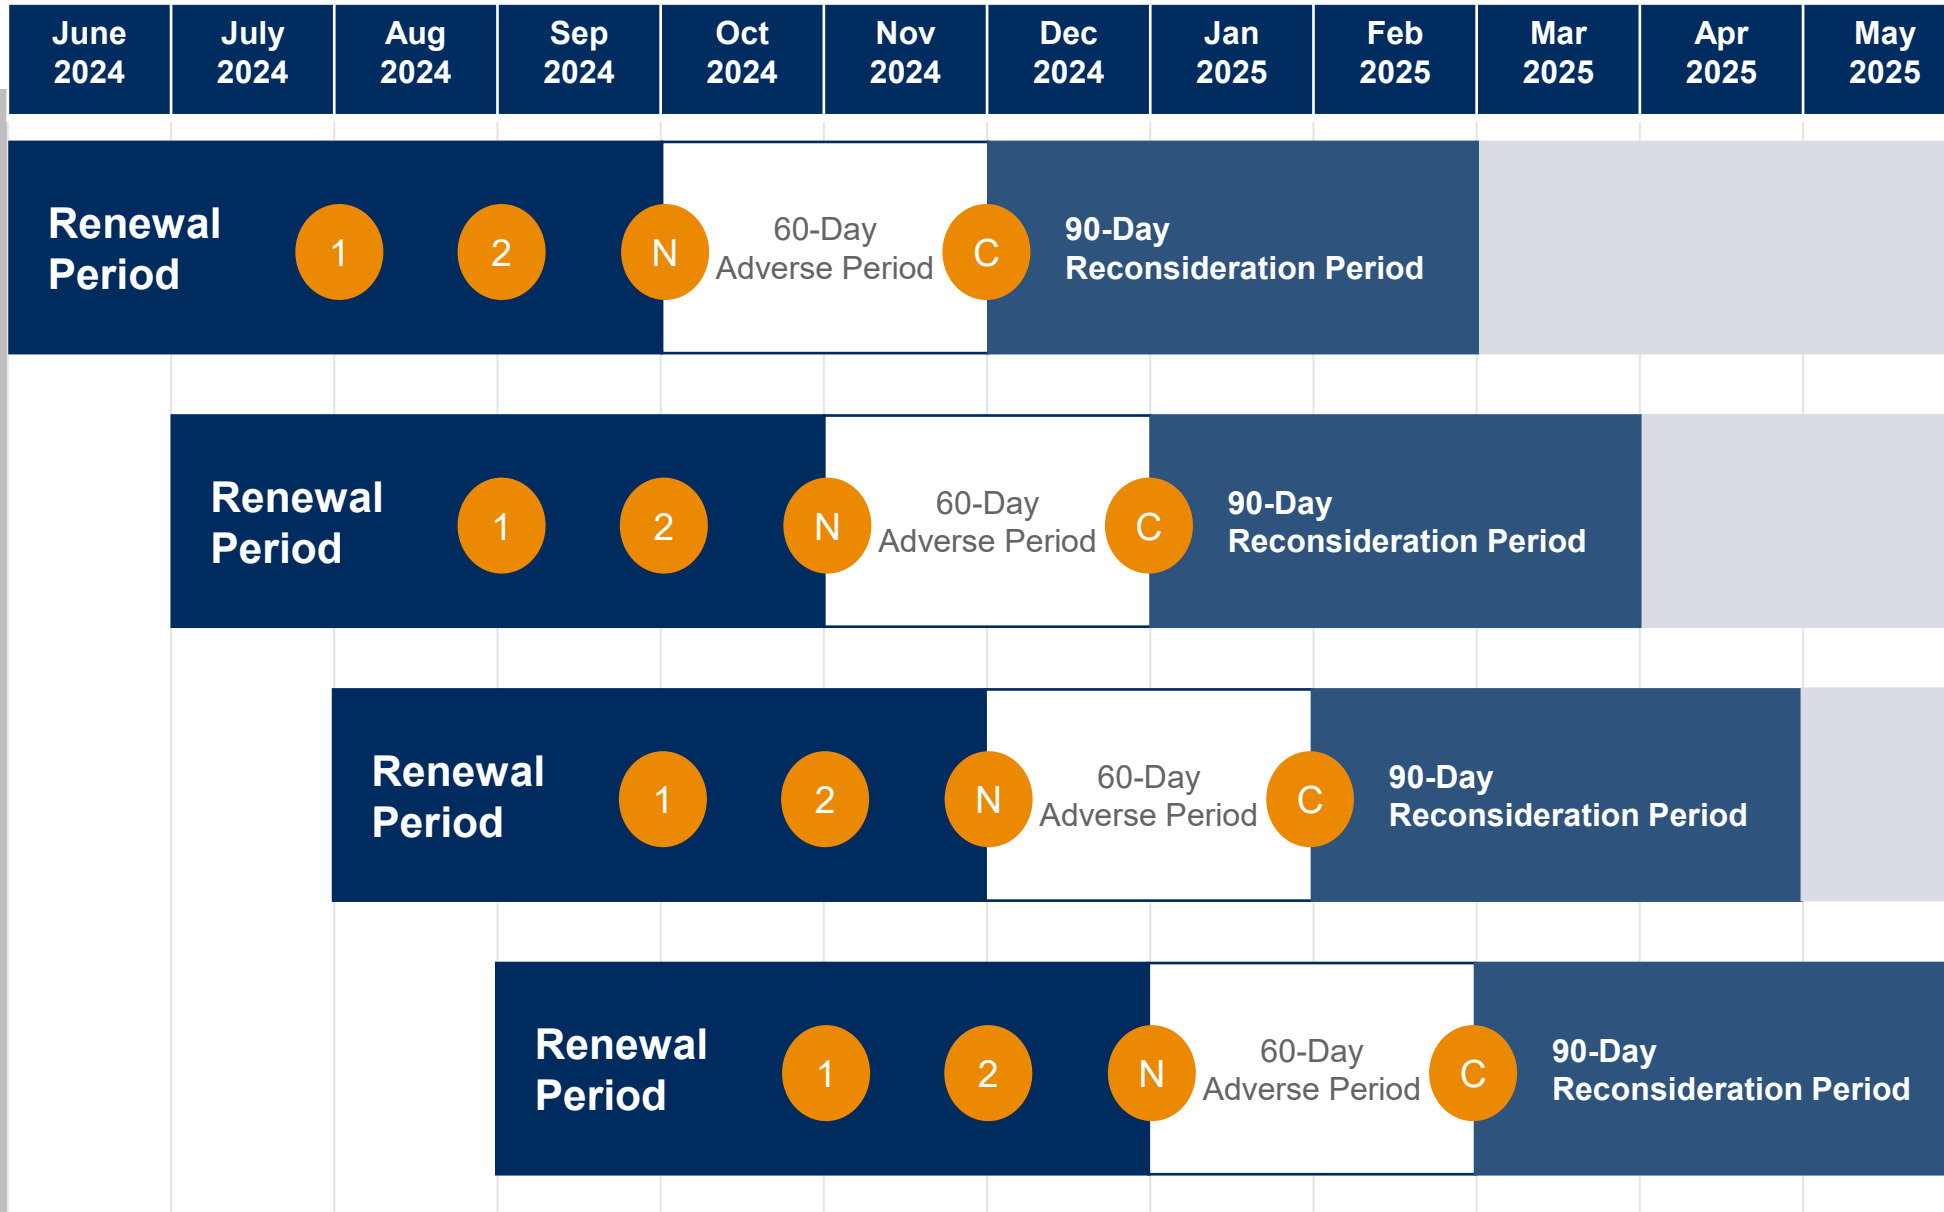 June
2024
July
2024
Aug
2024
Sep
2024
Oct
2024
Nov
2024
Dec
2024
Jan
2025
Feb
2025
Mar
2025
Apr
2025
May
2025
Renewal
Period
1
2
N
60-Day
Adverse Period
C
90-Day
Reconsideration Period
Renewal
Period
1
2
N
60-Day
Adverse Period
C
90-Day
Reconsideration Period
Renewal
Period
1
2
N
60-Day
Adverse Period
C
90-Day
Reconsideration Period
Renewal
Period
1
2
N
60-Day
Adverse Period
C
90-Day
Reconsideration Period